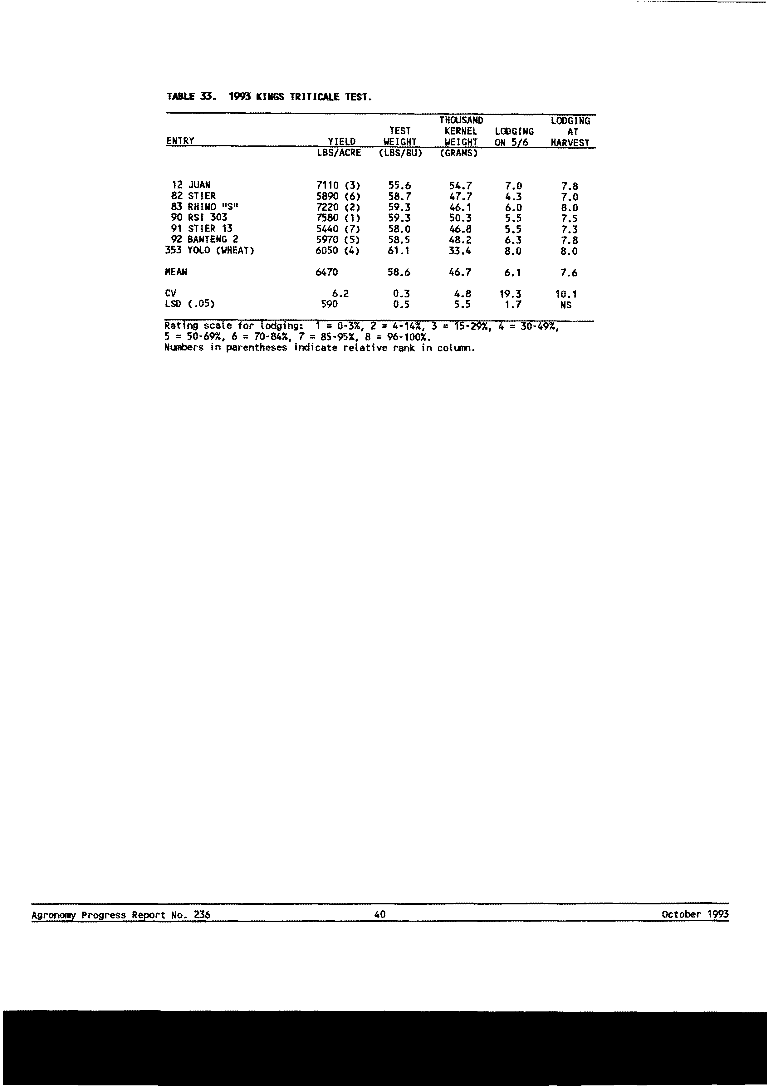 TABLE 33. 1993 KINGS TRITICALE TEST.
THOUSAND LODGING
TEST KERNEL LODGING AT
ENTRY YIELD WEIGHT WEIGHT ON 5/6 HARVEST
LBS/ACRE (LBS/BU) (GRAMS)
12 JUAN 7110 (3) 55.6 54.7 7.0 7.8
82 STIER 5890 (6) 58.7 47.7 4.3 7.0
83 RHINO "S" 7220 (2) 59.3 46.1 6.0 8.0
90 RSI 303 7580 (1) 59.3 50.3 5.5 7.5
91 STIER 13 5440 (7) 58.0 46.8 5.5 7.3
92 BANTENG 2 5970 (5) 58.5 48.2 6.3 7.8
353 YOLO (WHEAT) 6050 (4) 61.1 33.4 8.0 8.0
MEAN 6470 58.6 46.7 6.1 7.6
CV 6.2 0.3 4.8 19.3 10.1
LSD (.05) 590 0.5 5.5 1.7 NS
Rating scale for lodging: 1 = 0-3%, 2 = 4-14%, 3 = 15-29%, 4 = 30-49%,
5 = 50-69%, 6 = 70-84%, 7 = 85-95%, 8 = 96-100%.
Numbers in parentheses indicate relative rank in column.
Agronomy Progress Report No. 236 40 October 1993